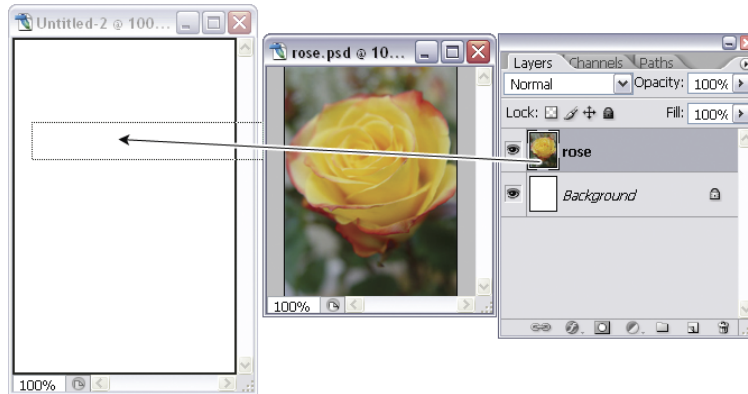 Untitled-2 @ 100...
100%
rose.psd @ 10...
100%
Layers Channels Paths
Normal Opacity: 100%
Lock: Fill: 100%
rose
Background